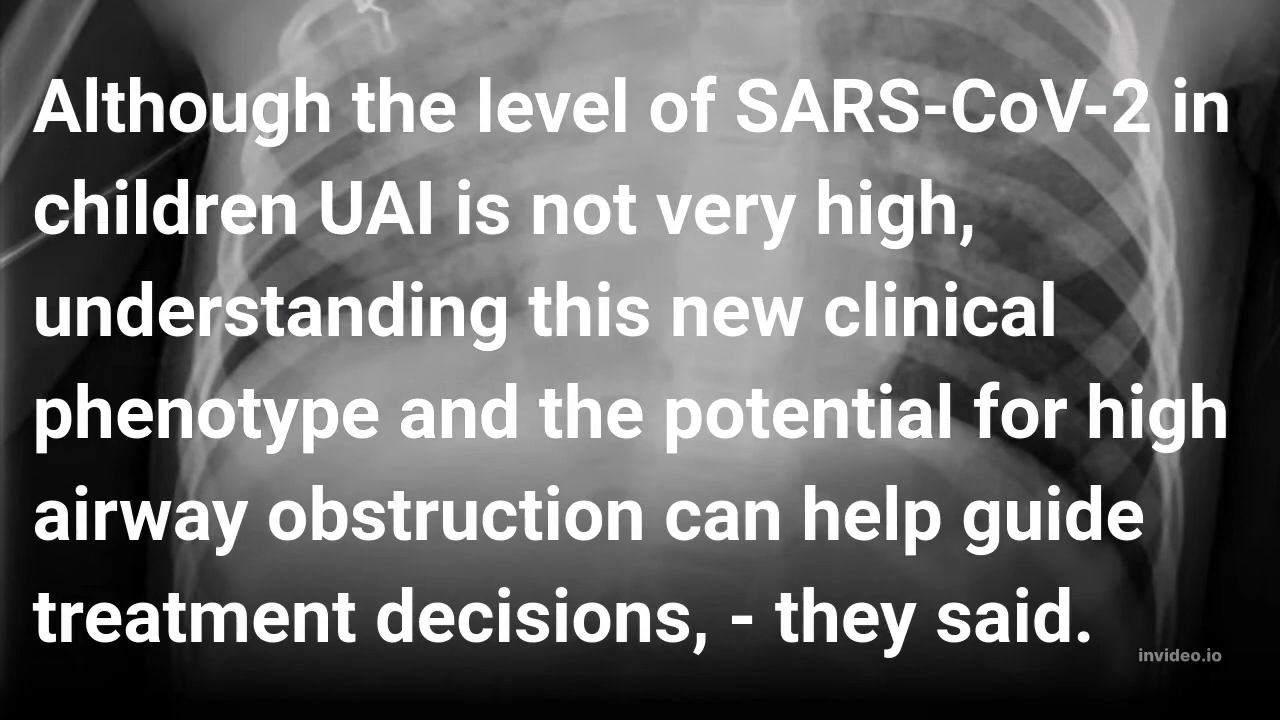 Although the level of SARS-CoV-2 in
children UAI is not very high,
understanding this new clinical
phenotype and the potential for high
airway obstruction can help guide
treatment decisions, - they said.
invideo.io